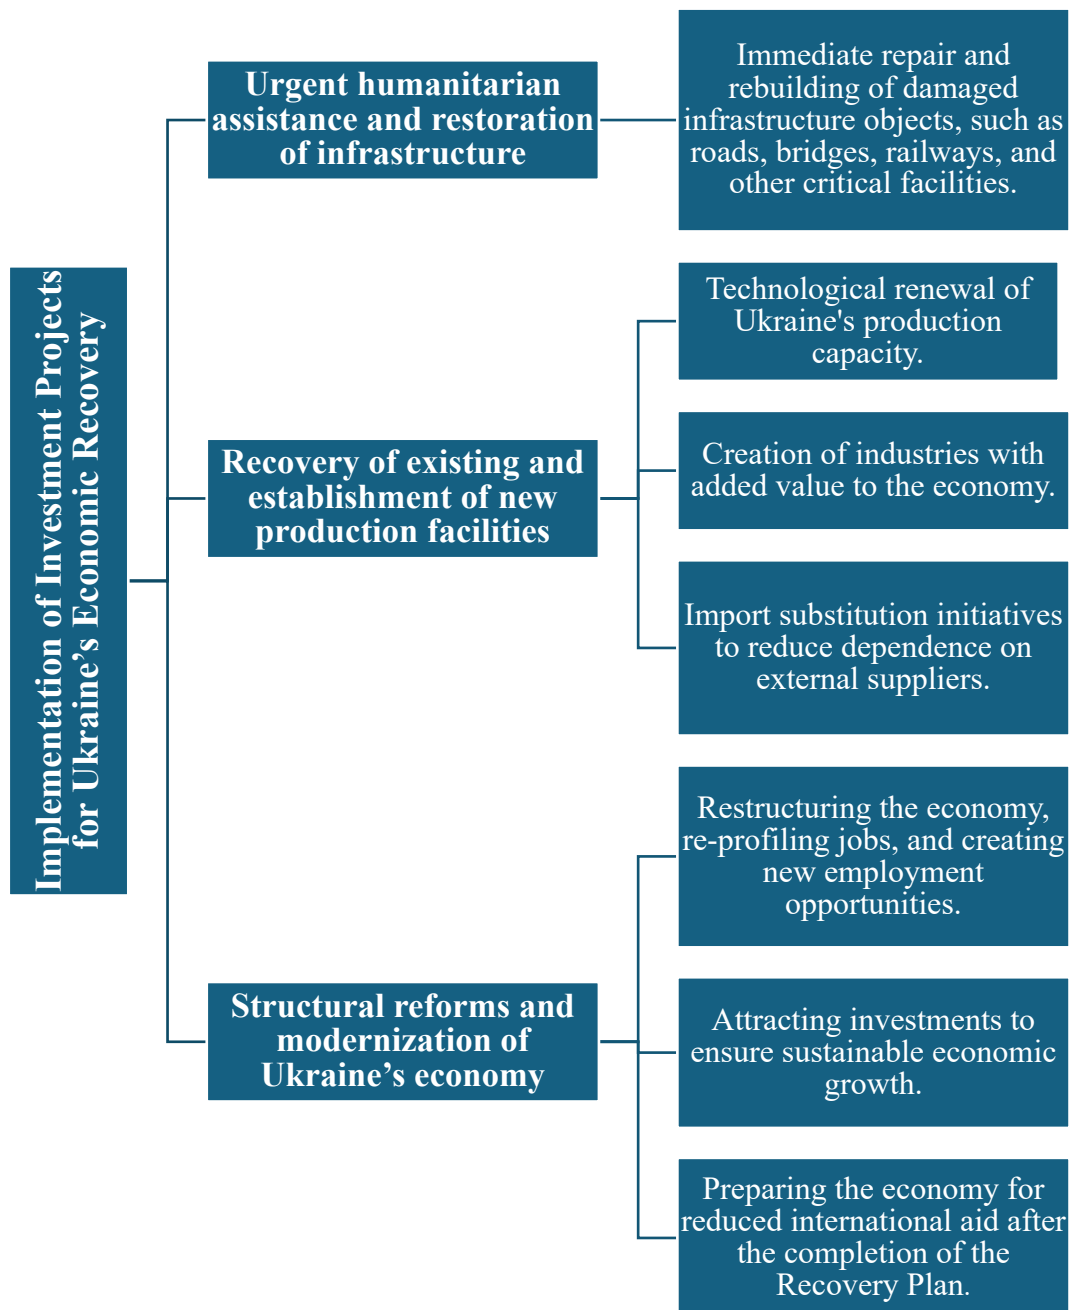 Implementation of Investment Projects
for Ukraine’s Economic Recovery
Urgent humanitarian
assistance and restoration
of infrastructure
Immediate repair and
rebuilding of damaged
infrastructure objects, such as
roads, bridges, railways, and
other critical facilities.
Recovery of existing and
establishment of new
production facilities
Technological renewal of
Ukraine's production
capacity.
Creation of industries with
added value to the economy.
Import substitution initiatives
to reduce dependence on
external suppliers.
Structural reforms and
modernization of
Ukraine’s economy
Restructuring the economy,
re-profiling jobs, and creating
new employment
opportunities.
Attracting investments to
ensure sustainable economic
growth.
Preparing the economy for
reduced international aid after
the completion of the
Recovery Plan.